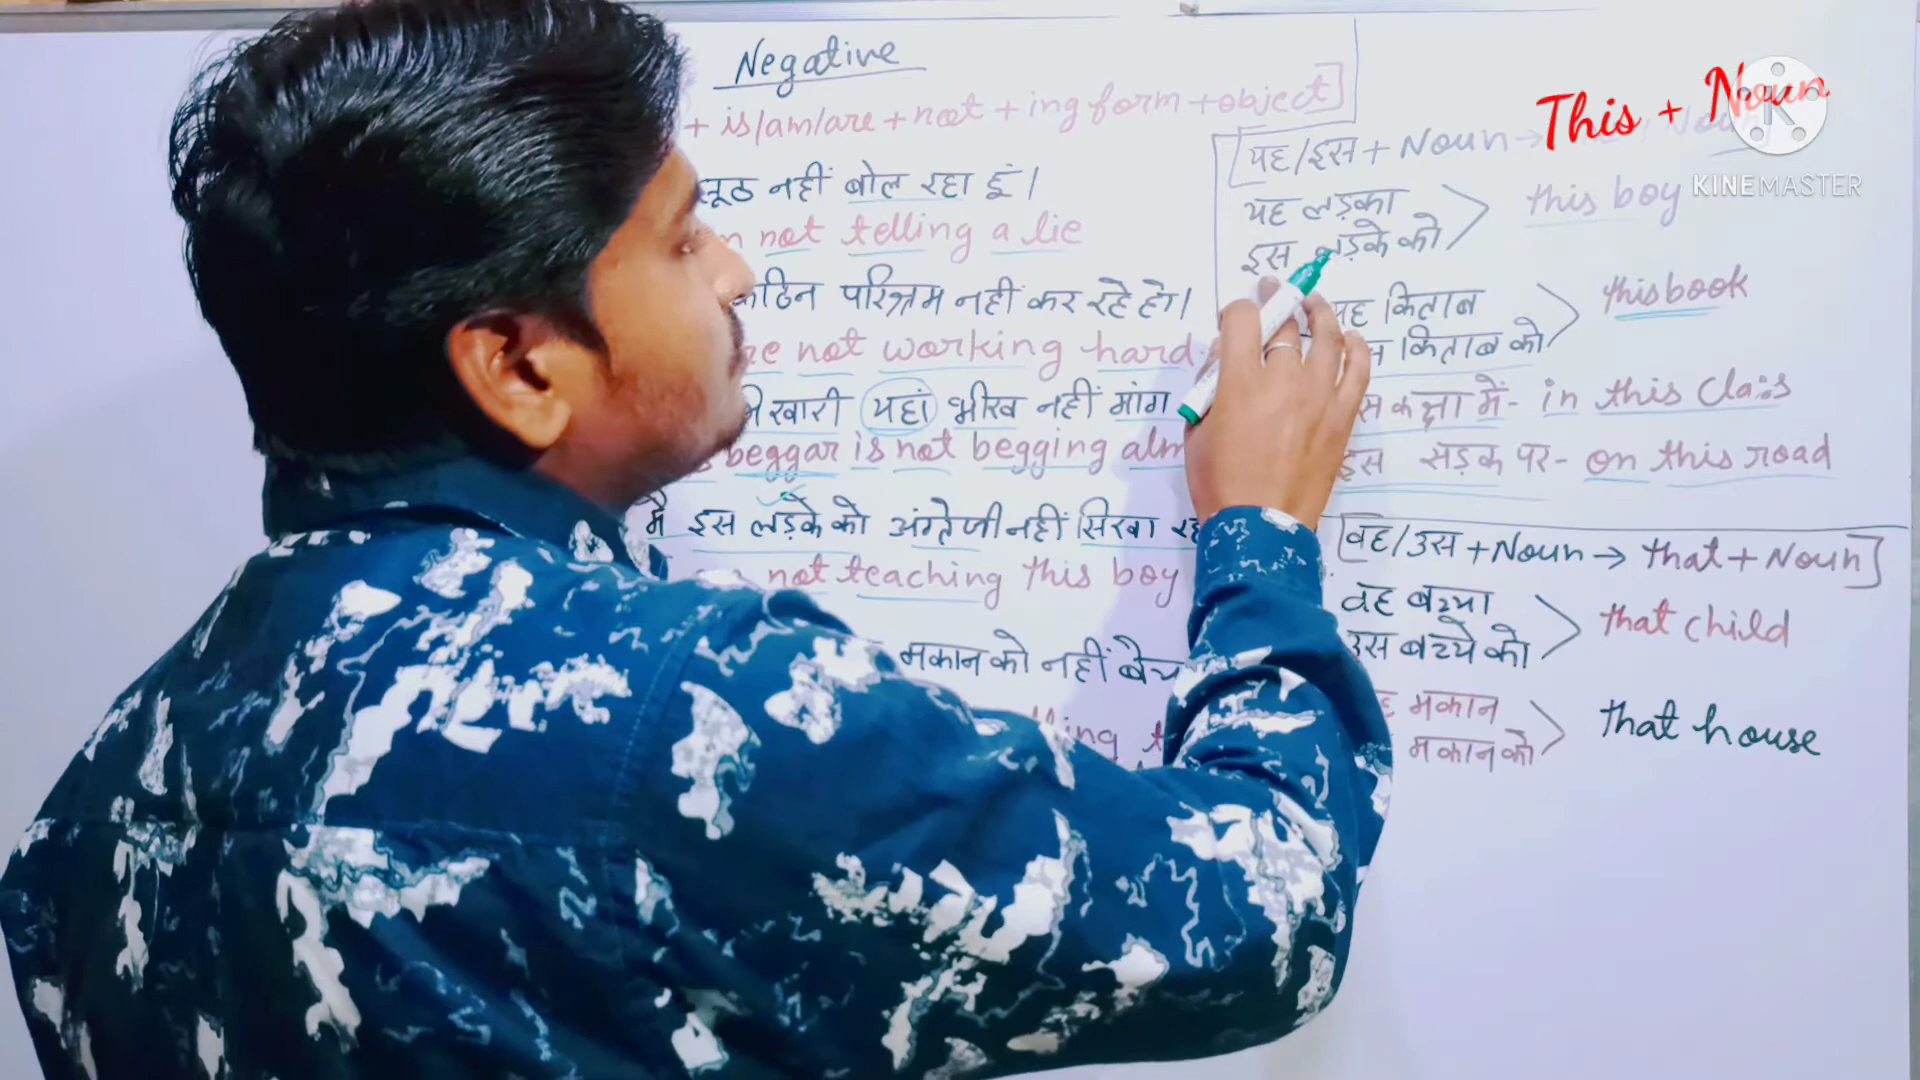 Negative
+ is/am/are + not + ing form + object]
झूठ नहीं बोल रहा हूं।
not telling a lie
कठिन परिश्रम नहीं कर रहे हो।
not working hard
यहां भीख नहीं मांग
beggar is not begging
मैं इस लड़के को अंग्रेजी नहीं सिखा
not teaching this boy
मकान को नहीं
This + Noun
[यह/इस + Noun →
KINEMASTER
यह लड़का
इस लड़के को
this boy
यह किताब
किताब को
this book
कक्षा में - in this class
इस सड़क पर - on this road
[वह/उस + Noun → that + Noun]
वह बच्चा
उस बच्चे को
that child
मकान
मकान को
that house